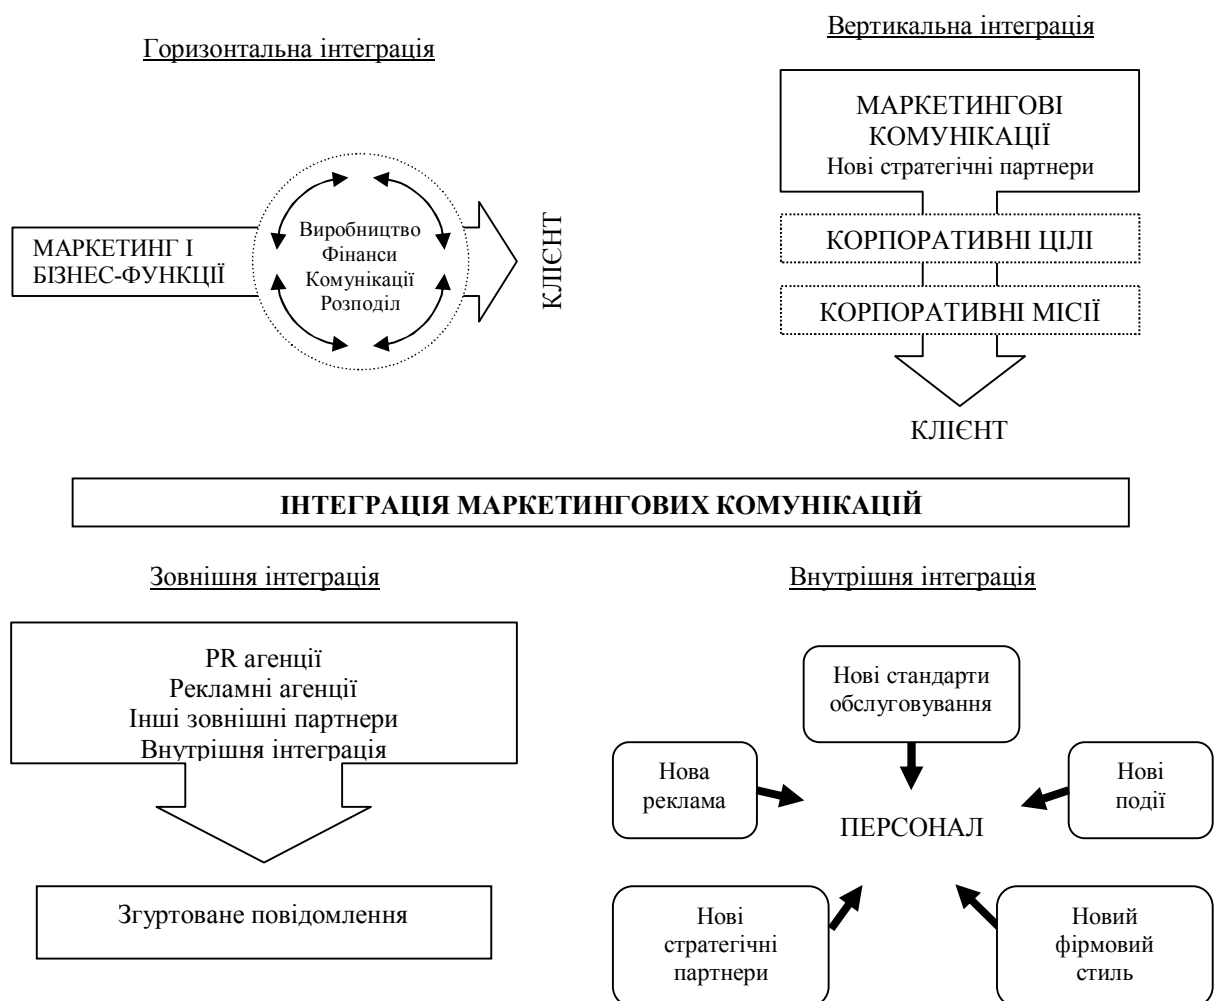 Горизонтальна інтеграція
МАРКЕТИНГ І
БІЗНЕС-ФУНКЦІЇ
Виробництво
Фінанси
Комунікації
Розподіл
КЛІЄНТ
Вертикальна інтеграція
МАРКЕТИНГОВІ
КОМУНІКАЦІЇ
Нові стратегічні партнери
КОРПОРАТИВНІ ЦІЛІ
КОРПОРАТИВНІ МІСІЇ
КЛІЄНТ
ІНТЕГРАЦІЯ МАРКЕТИНГОВИХ КОМУНІКАЦІЙ
Зовнішня інтеграція
PR агенції
Рекламні агенції
Інші зовнішні партнери
Внутрішня інтеграція
Згуртоване повідомлення
Внутрішня інтеграція
Нові стандарти
обслуговування
Нова
реклама
Нові
події
ПЕРСОНАЛ
Нові
стратегічні
партнери
Новий
фірмовий
стиль